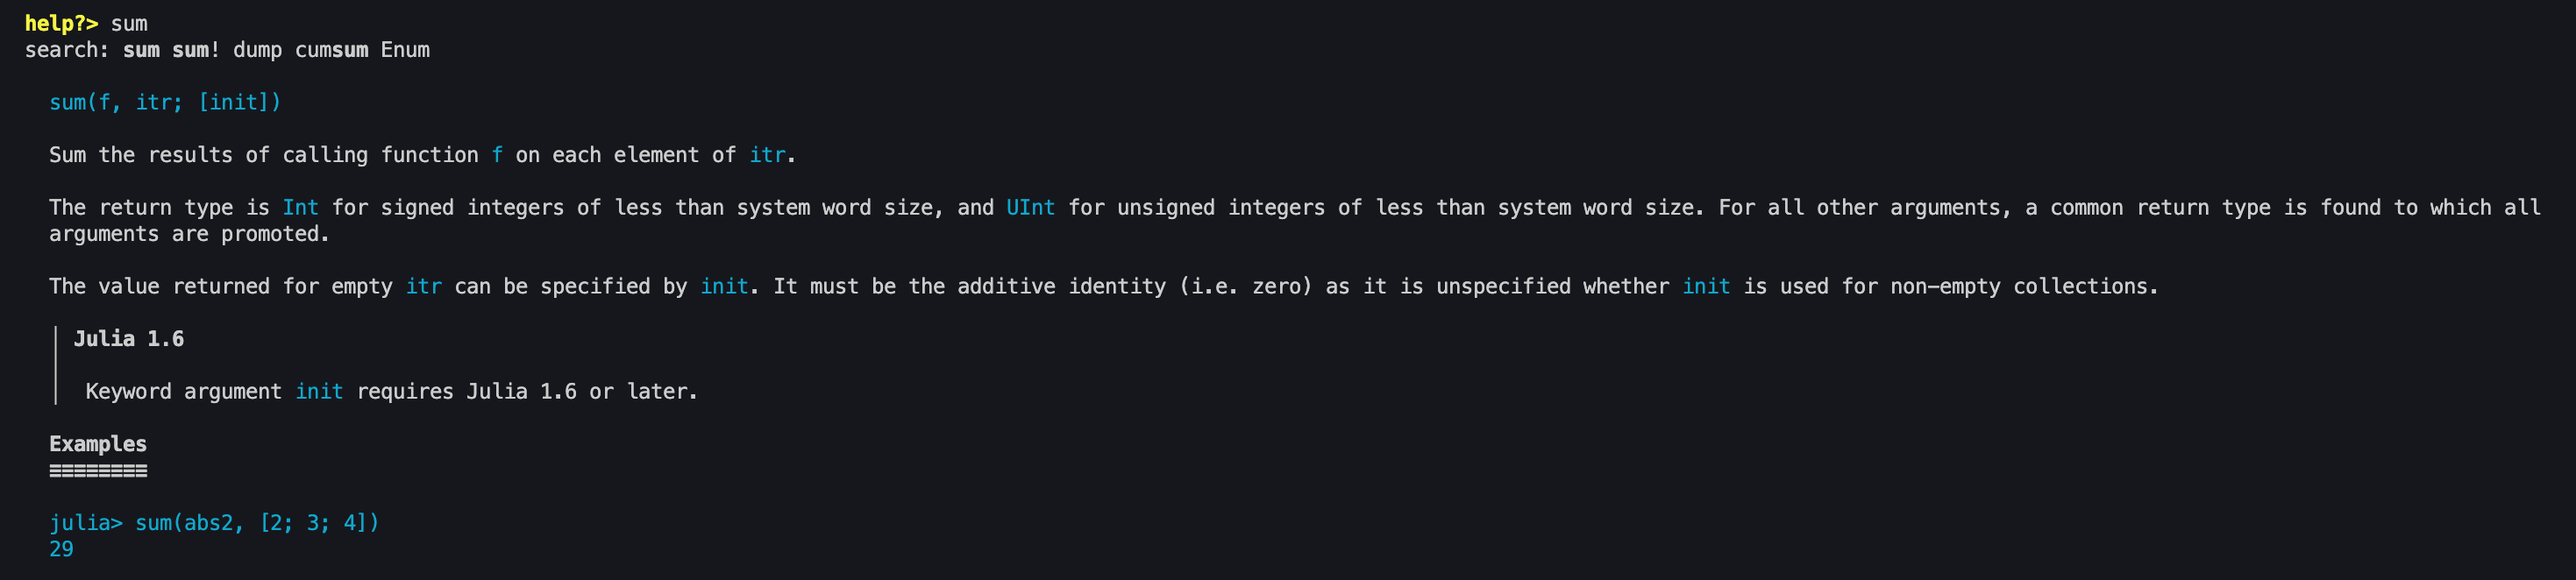 help?> sum
search: sum sum! dump cumsum Enum
sum(f, itr; [init])
Sum the results of calling function f on each element of itr.
The return type is Int for signed integers of less than system word size, and UInt for unsigned integers of less than system word size. For all other arguments, a common return type is found to which all
arguments are promoted.
The value returned for empty itr can be specified by init. It must be the additive identity (i.e. zero) as it is unspecified whether init is used for non-empty collections.
Julia 1.6
Keyword argument init requires Julia 1.6 or later.
Examples
≡≡≡≡≡≡≡≡
julia> sum(abs2, [2; 3; 4])
29